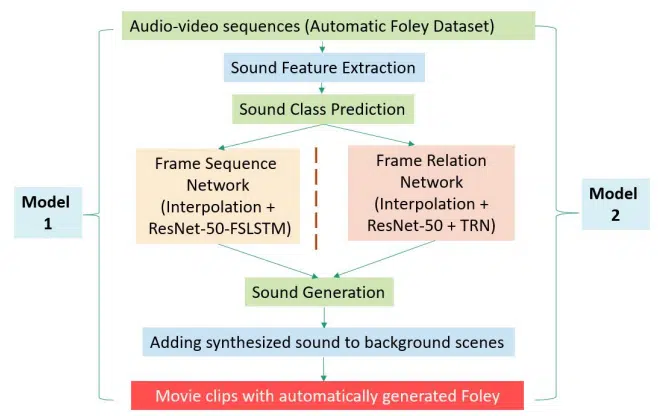 Audio-video sequences (Automatic Foley Dataset)
Sound Feature Extraction
Sound Class Prediction
Frame Sequence
Network
(Interpolation +
ResNet-50-FSLSTM)
Frame Relation
Network
(Interpolation +
ResNet-50 + TRN)
Model
1
Model
2
Sound Generation
Adding synthesized sound to background scenes
Movie clips with automatically generated Foley